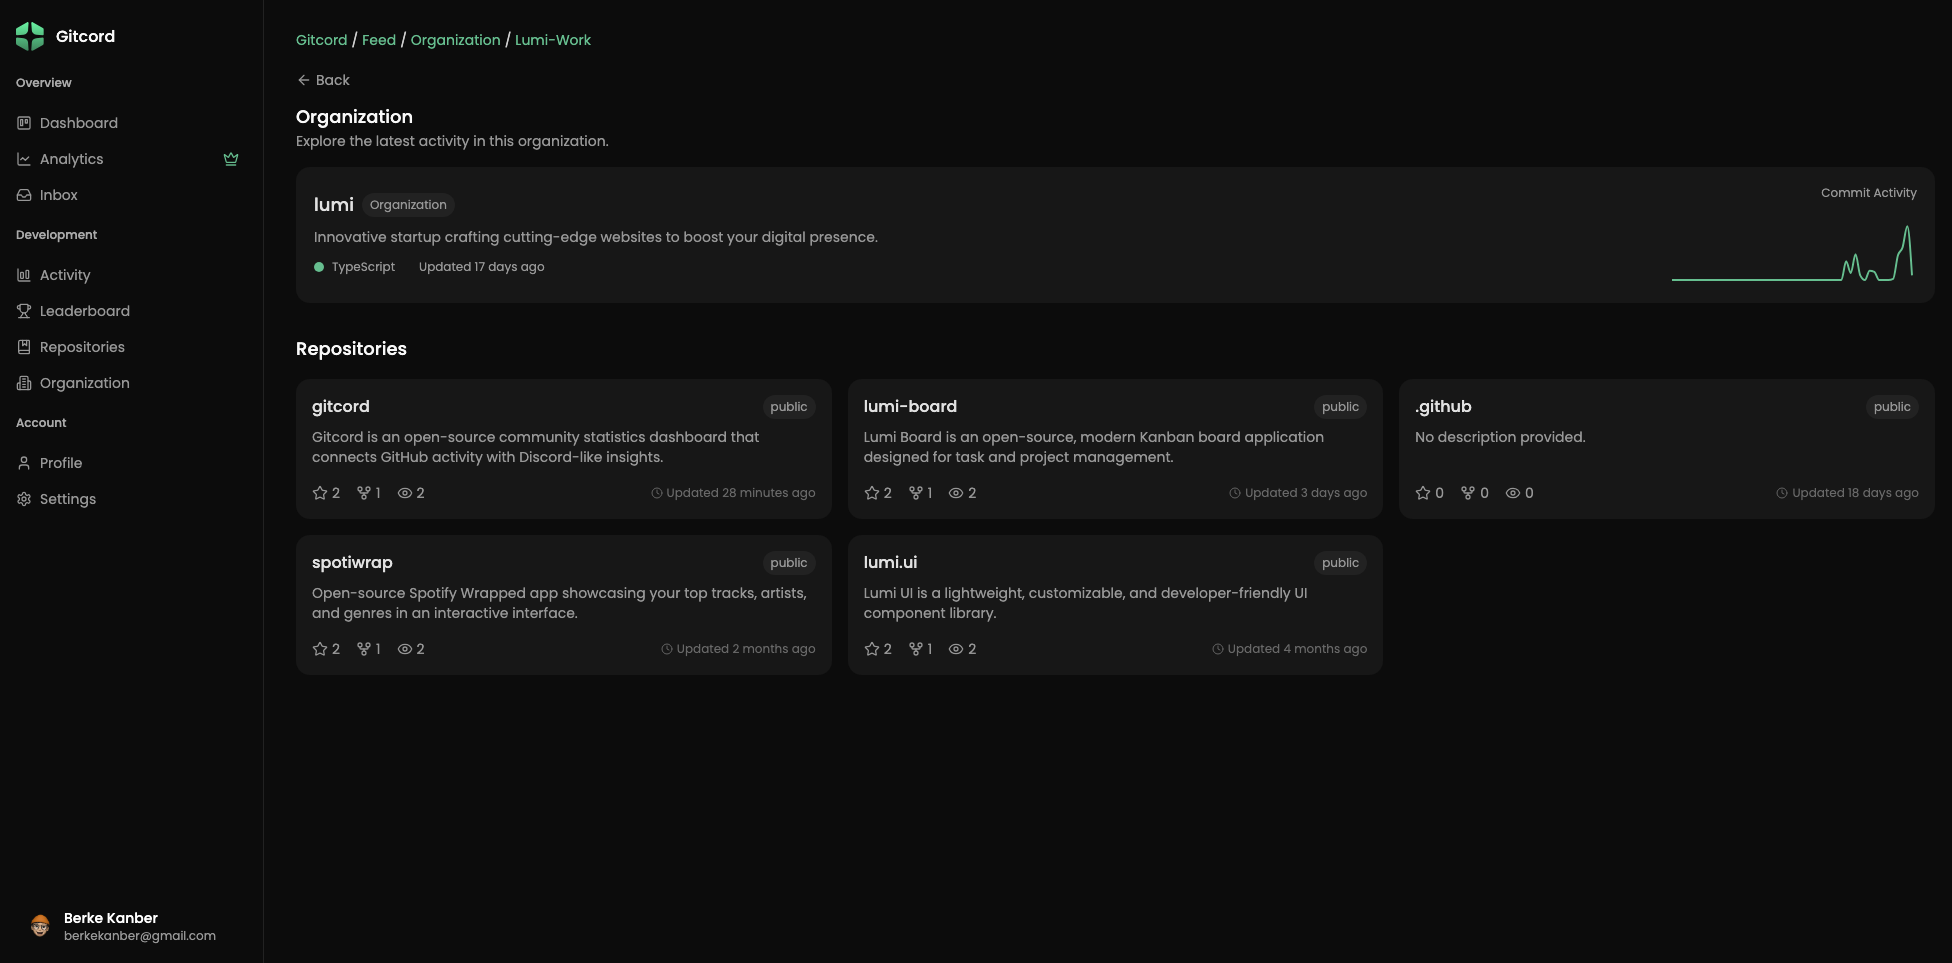 Gitcord
Overview
Dashboard
Analytics
Inbox
Development
Activity
Leaderboard
Repositories
Organization
Account
Profile
Settings
Berke Kanber
berkekanber@gmail.com
Gitcord / Feed / Organization / Lumi-Work
Back
Organization
Explore the latest activity in this organization.
lumi Organization
Innovative startup crafting cutting-edge websites to boost your digital presence.
TypeScript Updated 17 days ago
Commit Activity
Repositories
gitcord public
Gitcord is an open-source community statistics dashboard that
connects GitHub activity with Discord-like insights.
2 1 2 Updated 28 minutes ago
lumi-board public
Lumi Board is an open-source, modern Kanban board application
designed for task and project management.
2 1 2 Updated 3 days ago
.github public
No description provided.
0 0 0 Updated 18 days ago
spotiwrap public
Open-source Spotify Wrapped app showcasing your top tracks, artists,
and genres in an interactive interface.
2 1 2 Updated 2 months ago
lumi.ui public
Lumi UI is a lightweight, customizable, and developer-friendly UI
component library.
2 1 2 Updated 4 months ago